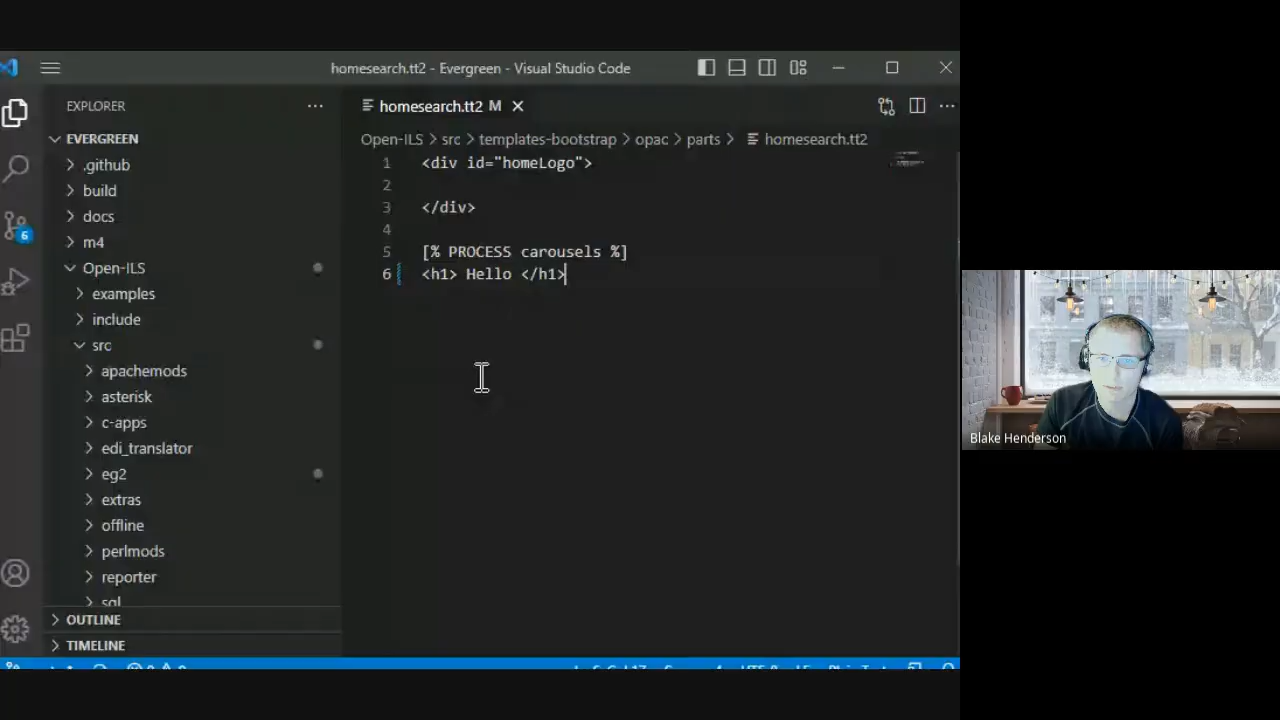 homesearch.tt2 - Evergreen - Visual Studio Code
EXPLORER
homesearch.tt2 M
EVERGREEN
Open-ILS > src > templates-bootstrap > opac > parts > homesearch.tt2
.github
build
docs
m4
Open-ILS
examples
include
src
apachemods
asterisk
c-apps
edi_translator
eg2
extras
offline
perlmods
reporter
sql
OUTLINE
TIMELINE
6
1 <div id="homeLogo">
2
3 </div>
4
5 [% PROCESS carousels %]
6 <h1> Hello </h1>
Blake Henderson